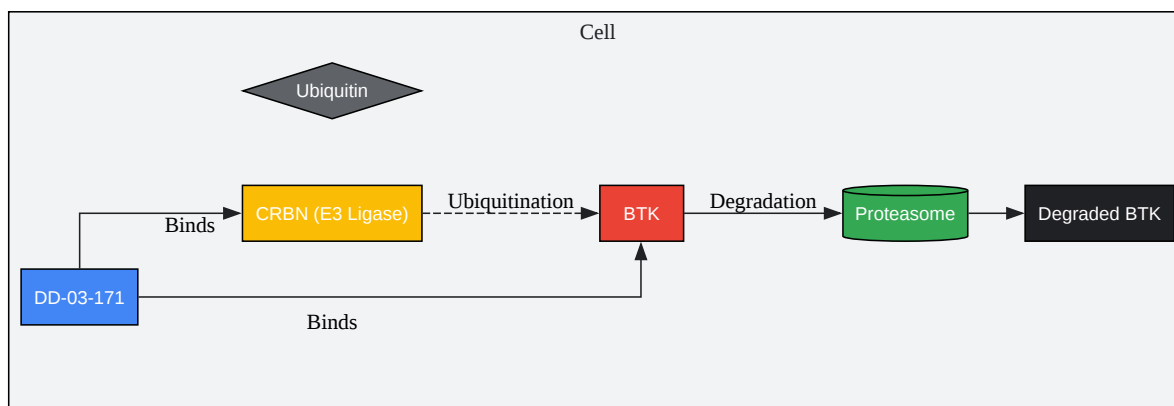 Cell
Ubiquitin
CRBN (E3 Ligase)
Ubiquitination
BTK
Degradation
Proteasome
Degraded BTK
Binds
DD-03-171
Binds